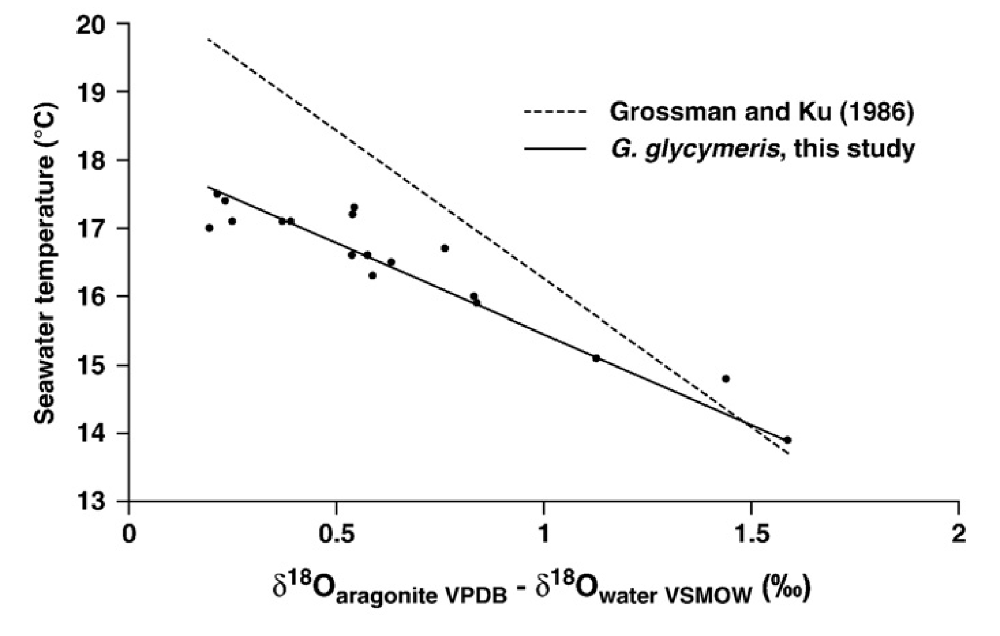 20
19
18
17
16
15
14
13
Seawater temperature (°C)
Grossman and Ku (1986)
G. glycymeris, this study
0 0.5 1 1.5 2
δ¹⁸Oaragonite VPDB - δ¹⁸Owater VSMOW (‰)